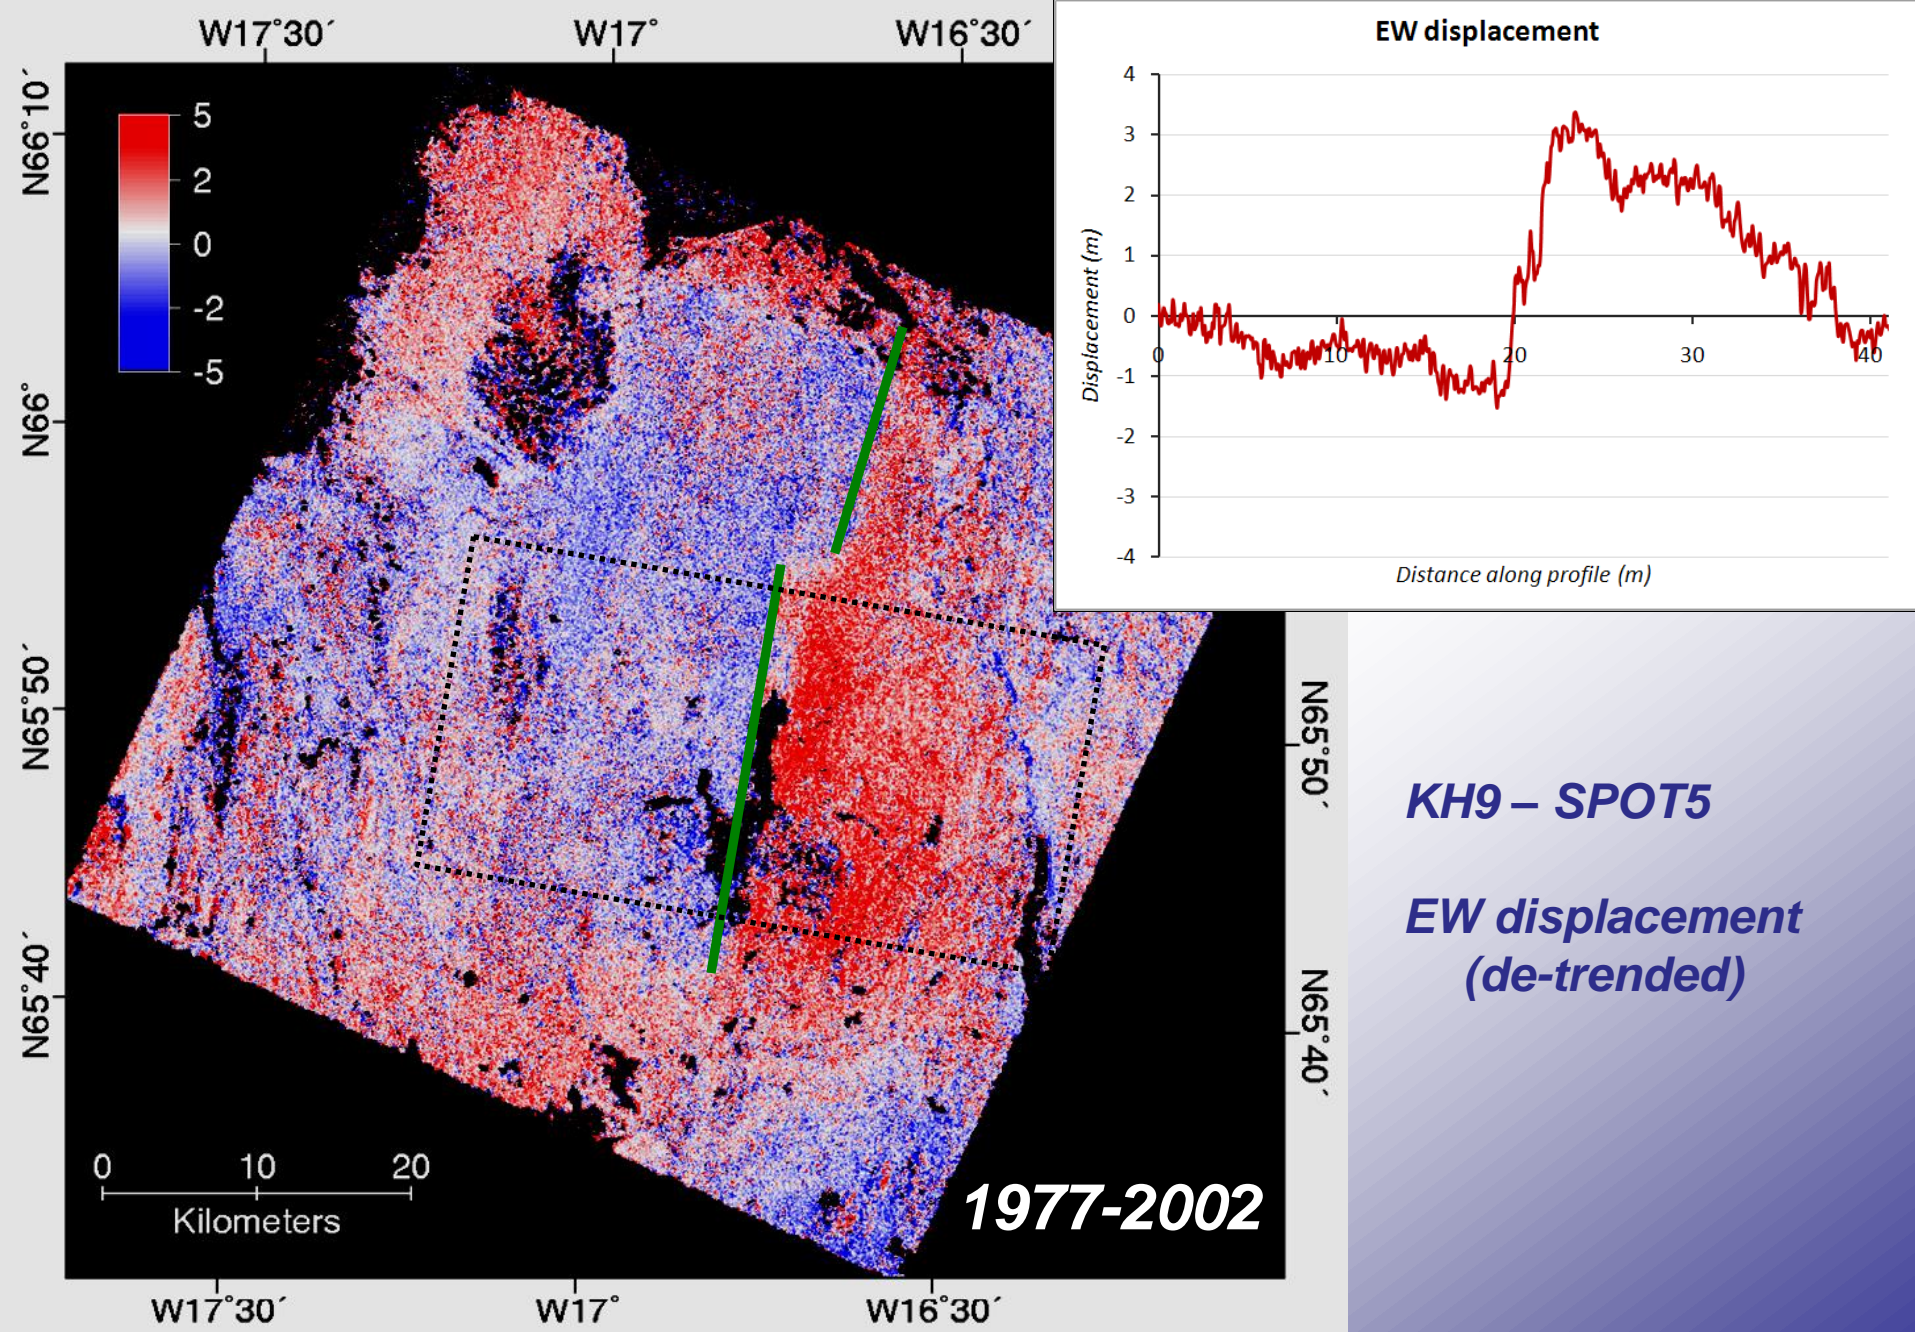 W17°30´ W17° W16°30´
N66°10´
N66°
N65°50´
N65°40´
5
2
0
-2
-5
EW displacement
4
3
2
1
0
-1
-2
-3
-4
Displacement (m)
0 10 20 30 40
Distance along profile (m)
N65°50´
N65°40´
KH9 – SPOT5
EW displacement
(de-trended)
0 10 20
Kilometers
1977-2002
W17°30´ W17° W16°30´